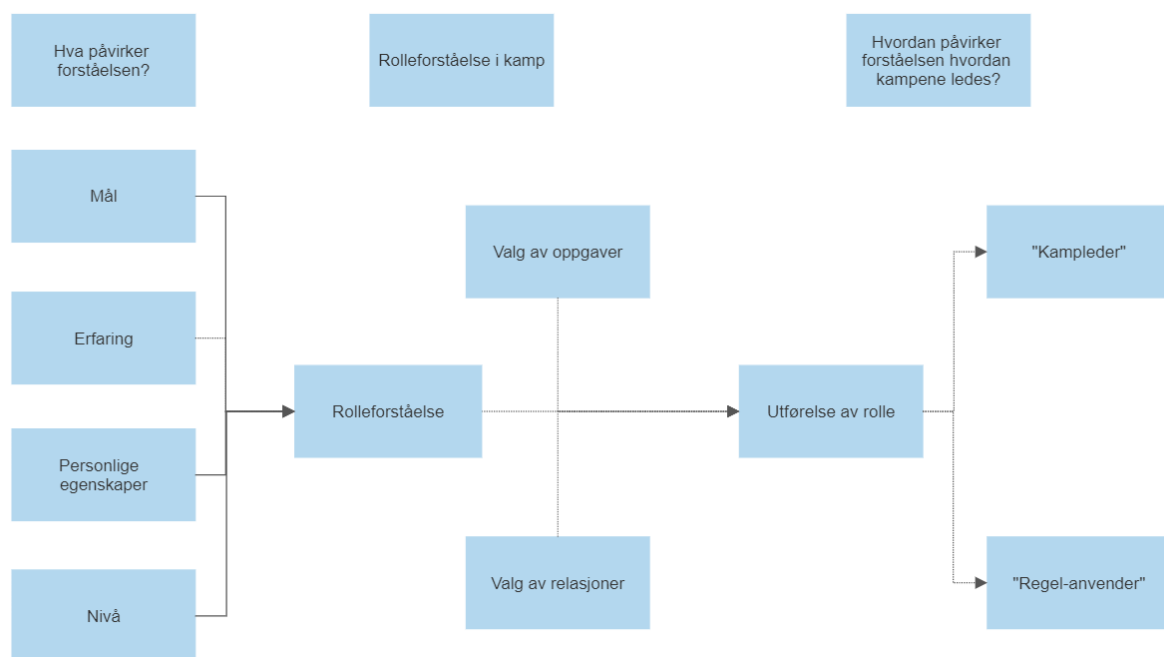 Hva påvirker
forståelsen?
Rolleforståelse i kamp
Hvordan påvirker
forståelsen hvordan
kampene ledes?
Mål
Erfaring
Personlige
egenskaper
Nivå
Rolleforståelse
Valg av oppgaver
Valg av relasjoner
Utførelse av rolle
"Kampleder"
"Regel-anvender"